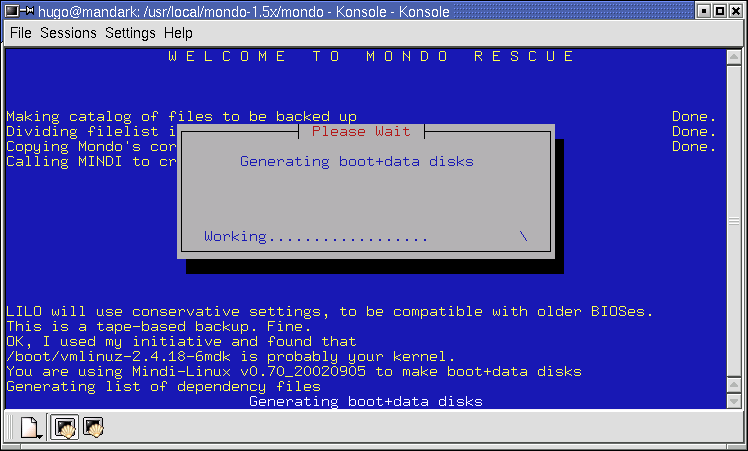 hugo@mandark: /usr/local/mondo-1.5x/mondo - Konsole - Konsole
File Sessions Settings Help
W E L C O M E T O M O N D O R E S C U E
Making catalog of files to be backed up Done.
Dividing filelist i Done.
Copying Mondo's cor Done.
Calling MINDI to cr
Please Wait
Generating boot+data disks
Working.................. \
LILO will use conservative settings, to be compatible with older BIOSes.
This is a tape-based backup. Fine.
OK, I used my initiative and found that
/boot/vmlinuz-2.4.18-6mdk is probably your kernel.
You are using Mindi-Linux v0.70_20020905 to make boot+data disks
Generating list of dependency files
Generating boot+data disks